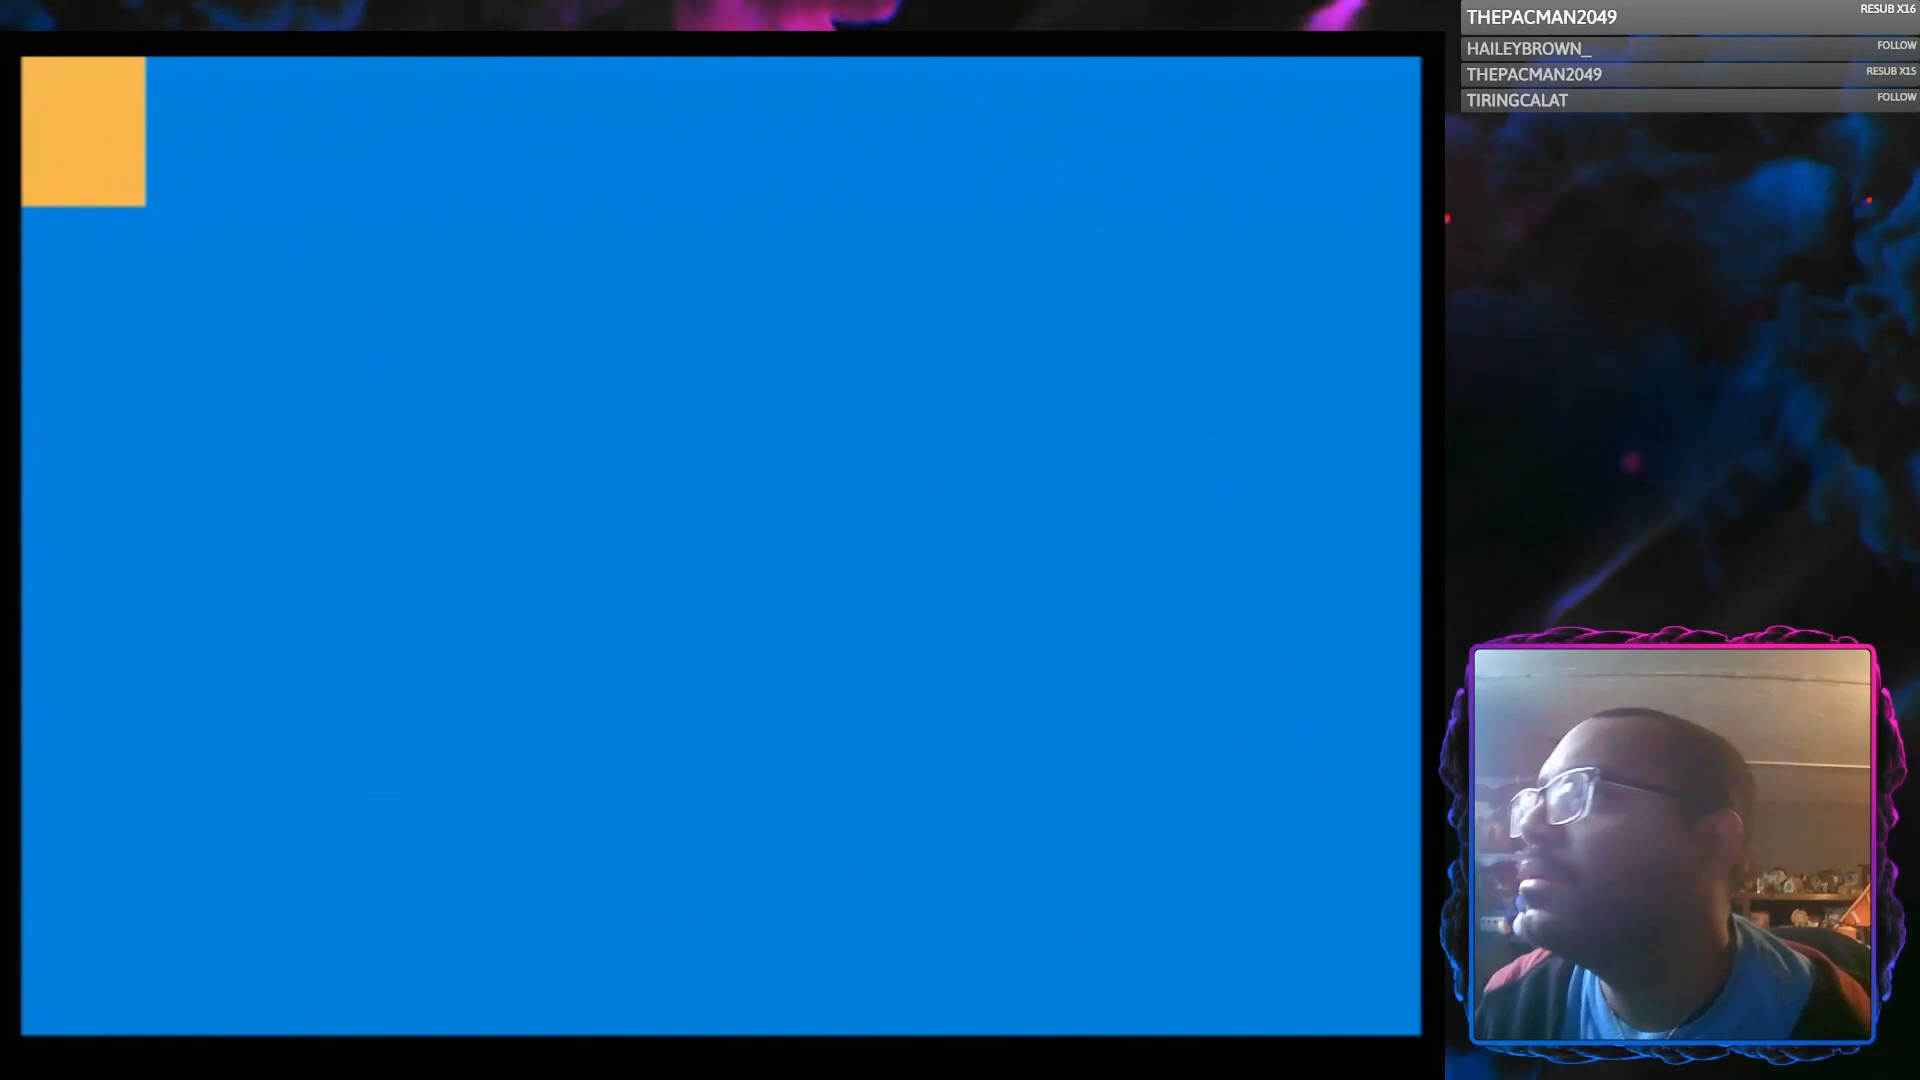 THEPACMAN2049 RESUB X16
HAILEYBROWN_ FOLLOW
THEPACMAN2049 RESUB X15
TIRINGCALAT FOLLOW